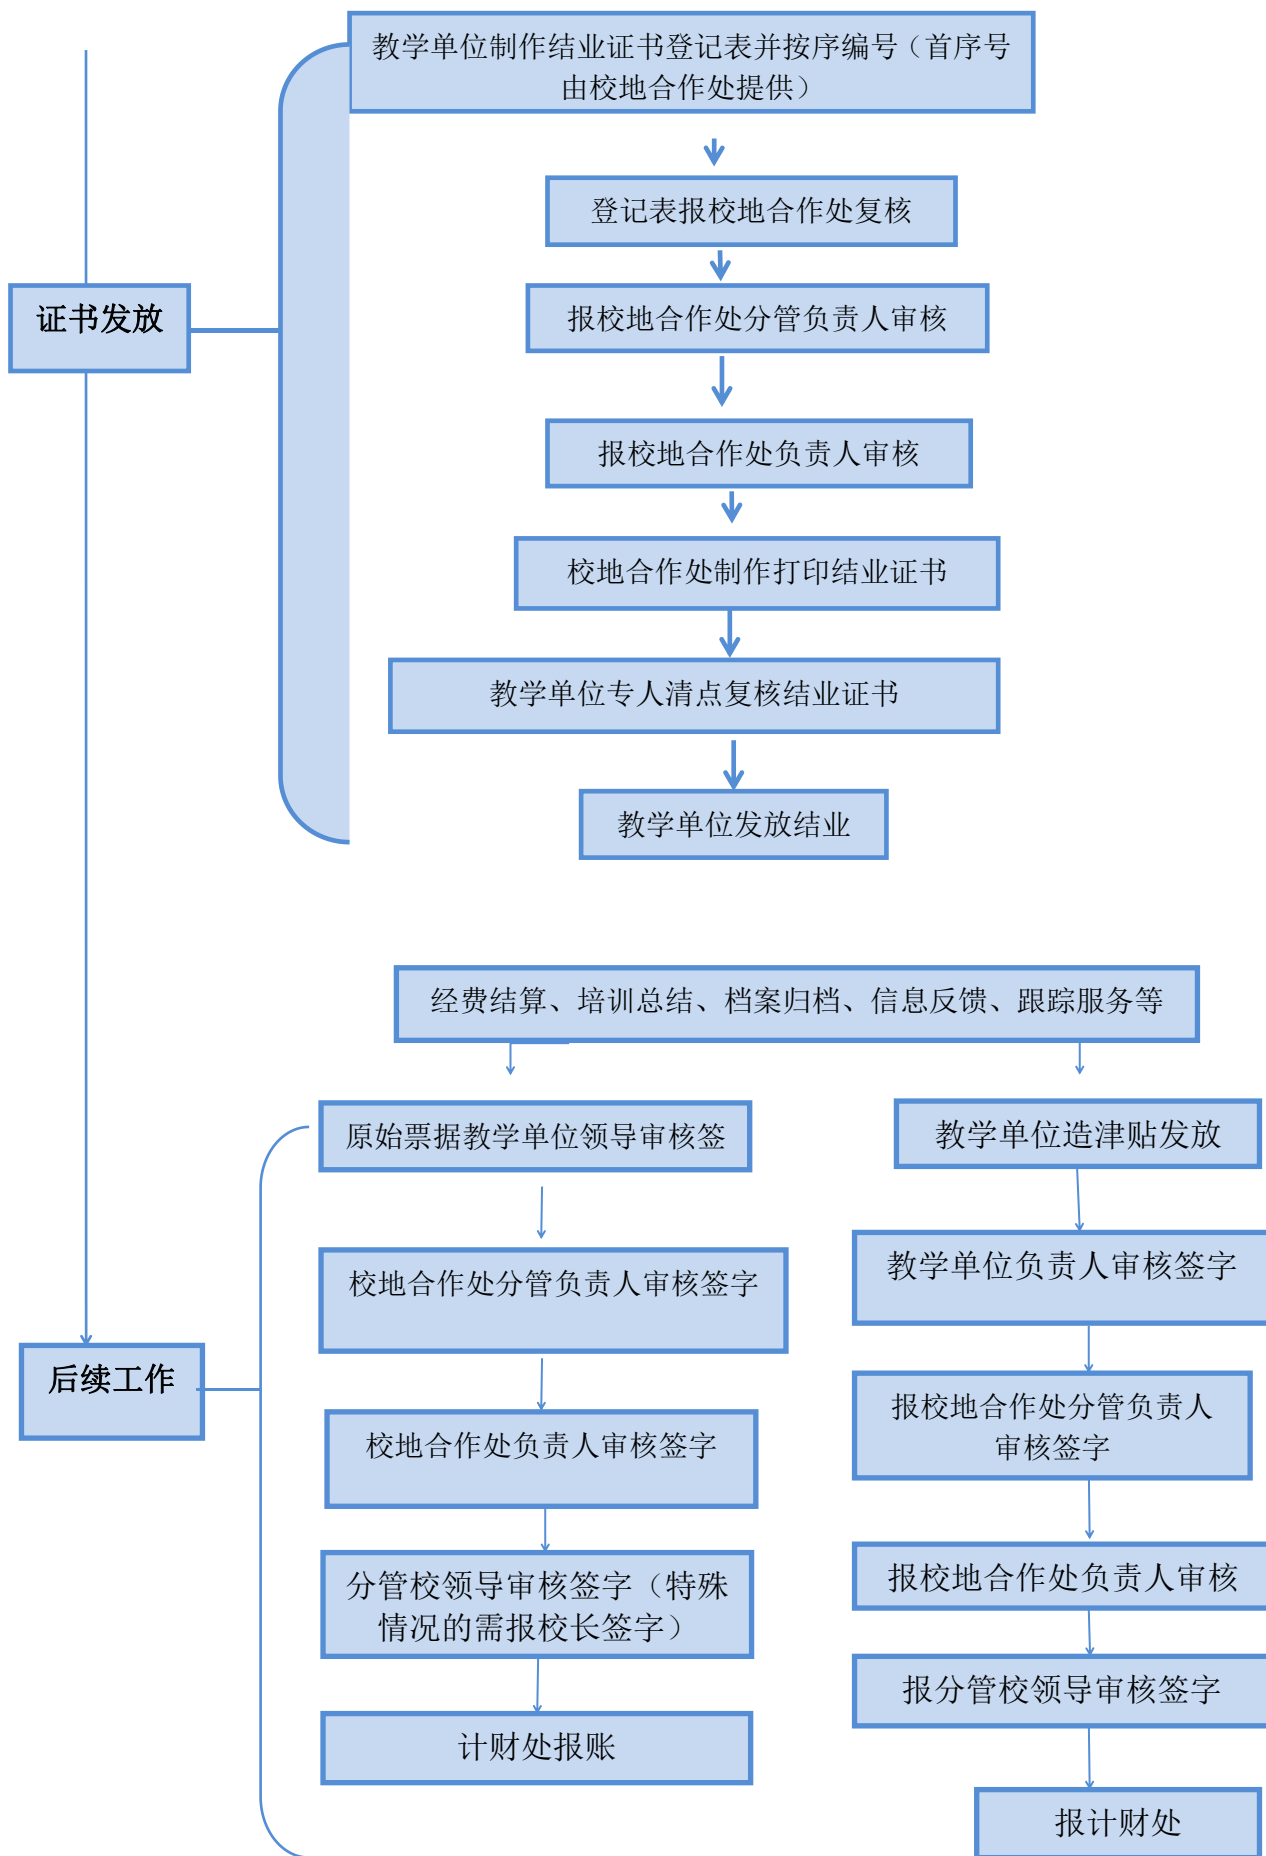 教学单位制作结业证书登记表并按序编号（首序号
由校地合作处提供）
登记表报校地合作处复核
证书发放
报校地合作处分管负责人审核
报校地合作处负责人审核
校地合作处制作打印结业证书
教学单位专人清点复核结业证书
教学单位发放结业
经费结算、培训总结、档案归档、信息反馈、跟踪服务等
后续工作
原始票据教学单位领导审核签
校地合作处分管负责人审核签字
校地合作处负责人审核签字
分管校领导审核签字（特殊
情况的需报校长签字）
计财处报账
教学单位造津贴发放
教学单位负责人审核签字
报校地合作处分管负责人
审核签字
报校地合作处负责人审核
报分管校领导审核签字
报计财处